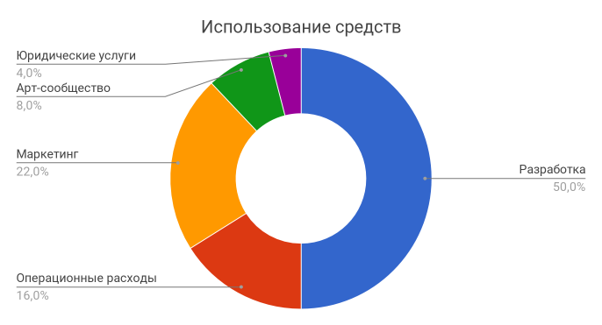 Использование средств
Юридические услуги
4,0%
Арт-сообщество
8,0%
Маркетинг
22,0%
Разработка
50,0%
Операционные расходы
16,0%